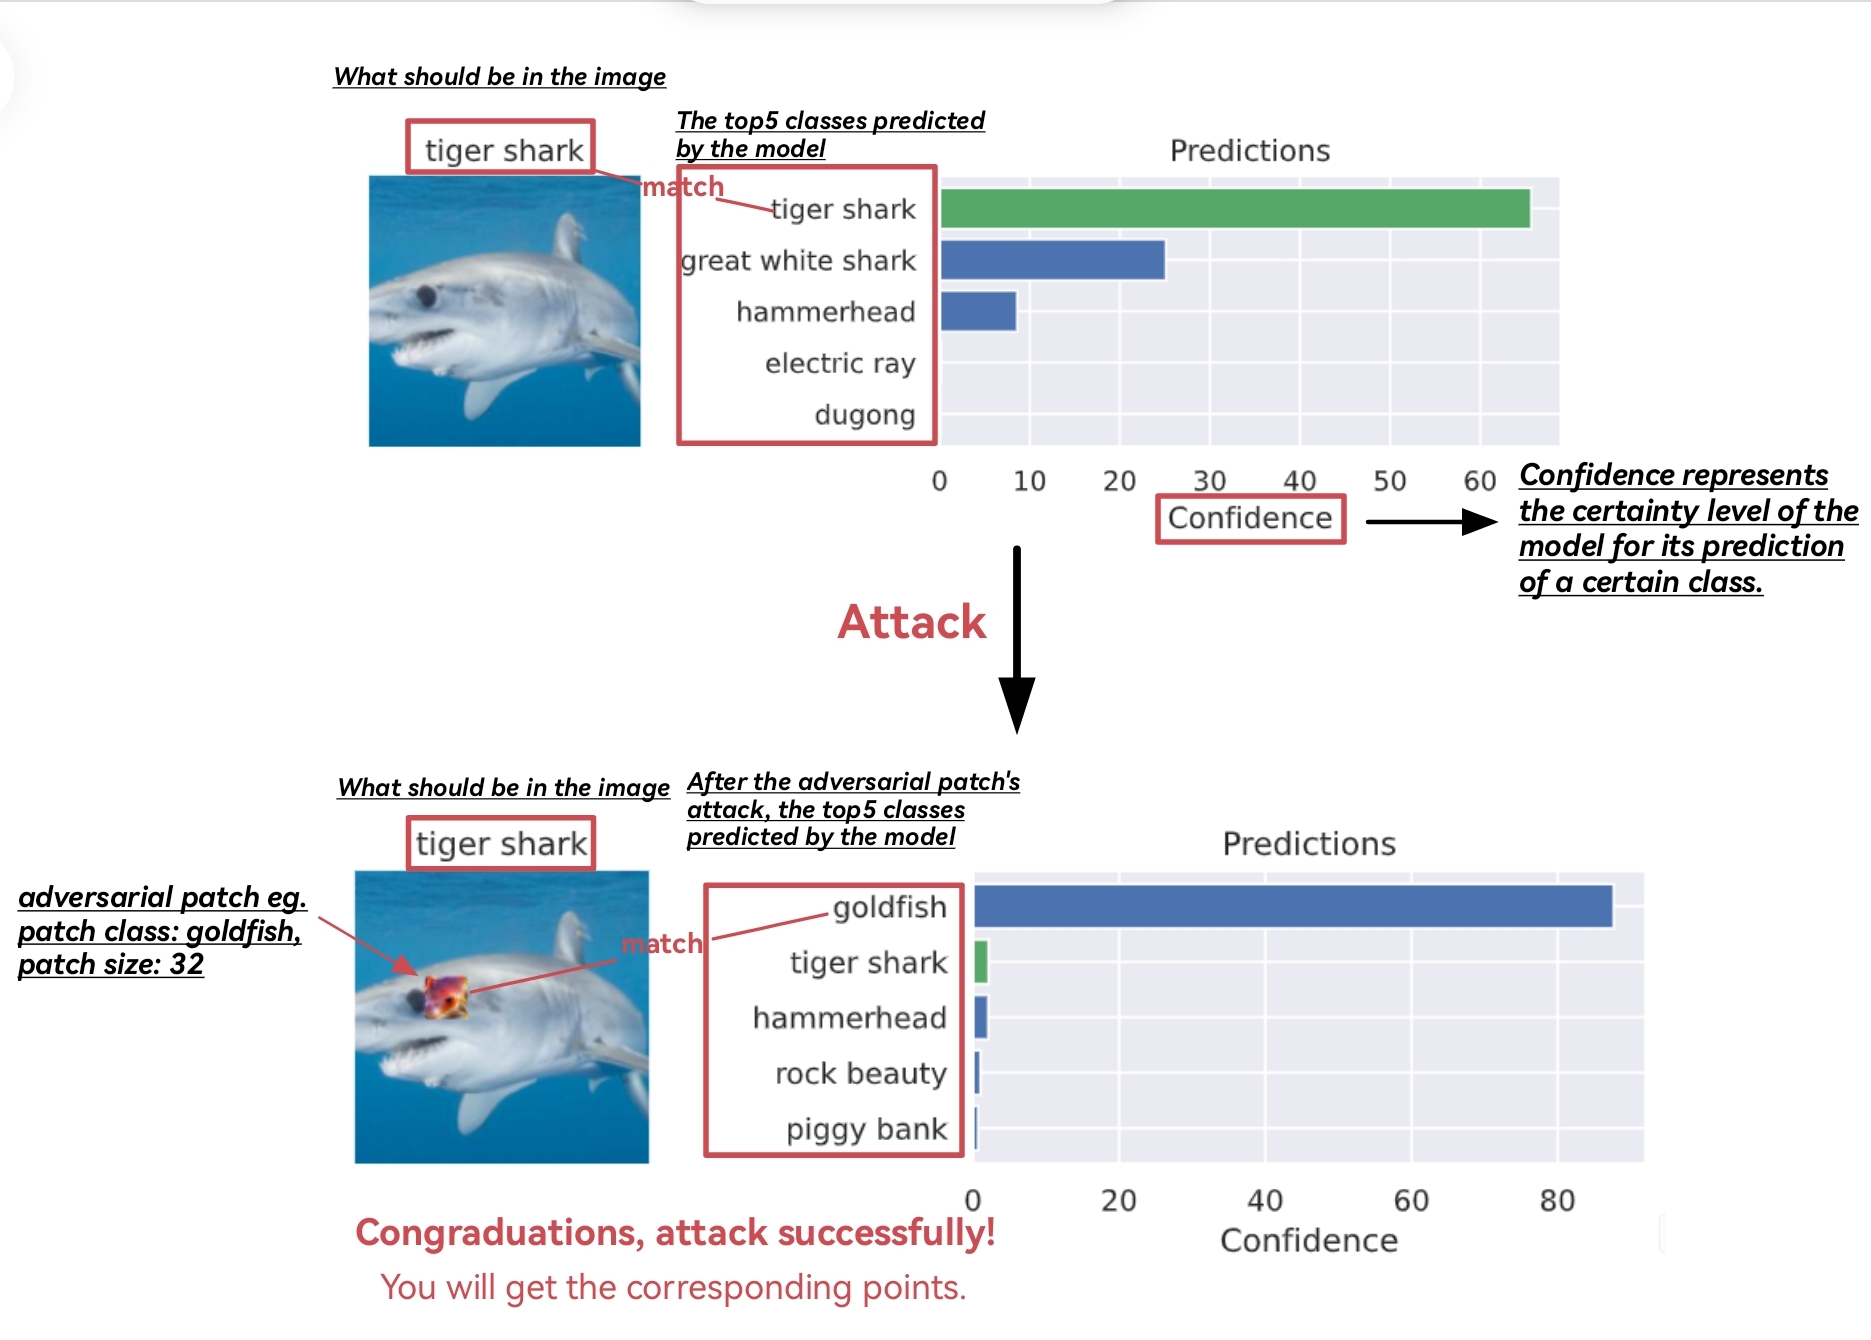 What should be in the image
tiger shark
The top5 classes predicted
by the model
match
Predictions
tiger shark
great white shark
hammerhead
electric ray
dugong
0 10 20 30 40 50 60
Confidence
Confidence represents
the certainty level of the
model for its prediction
of a certain class.
Attack
What should be in the image
tiger shark
After the adversarial patch's
attack, the top5 classes
predicted by the model
Predictions
adversarial patch eg.
patch class: goldfish,
patch size: 32
match
goldfish
tiger shark
hammerhead
rock beauty
piggy bank
0 20 40 60 80
Confidence
Congraduations, attack successfully!
You will get the corresponding points.